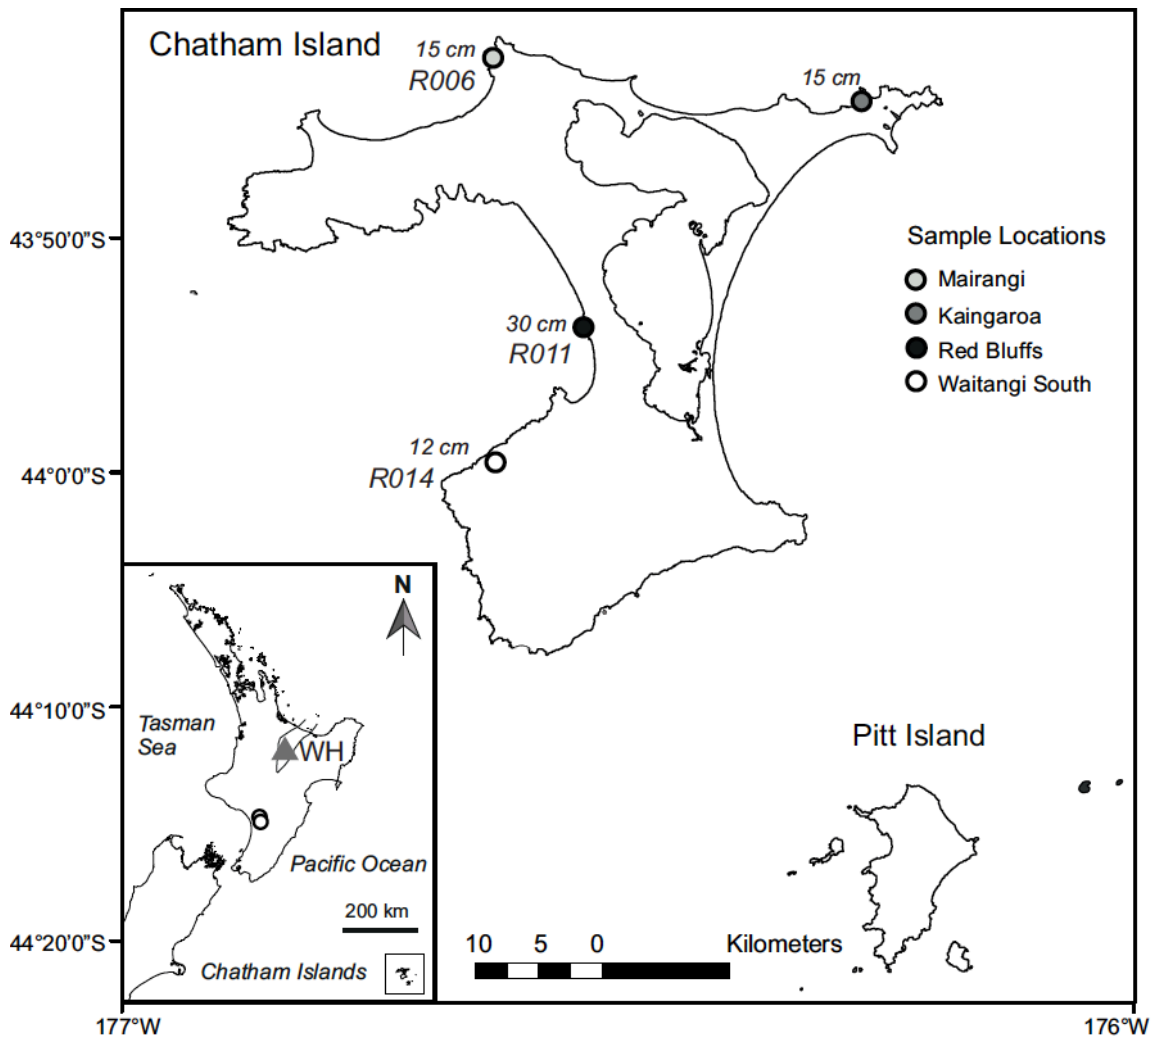 Chatham Island
15 cm
R006
15 cm
43°50'0"S
Sample Locations
Mairangi
Kaingaroa
Red Bluffs
Waitangi South
30 cm
R011
12 cm
R014
44°0'0"S
44°10'0"S
44°20'0"S
N
Tasman
Sea
WH
Pacific Ocean
200 km
Chatham Islands
Pitt Island
10 5 0 Kilometers
177°W
176°W